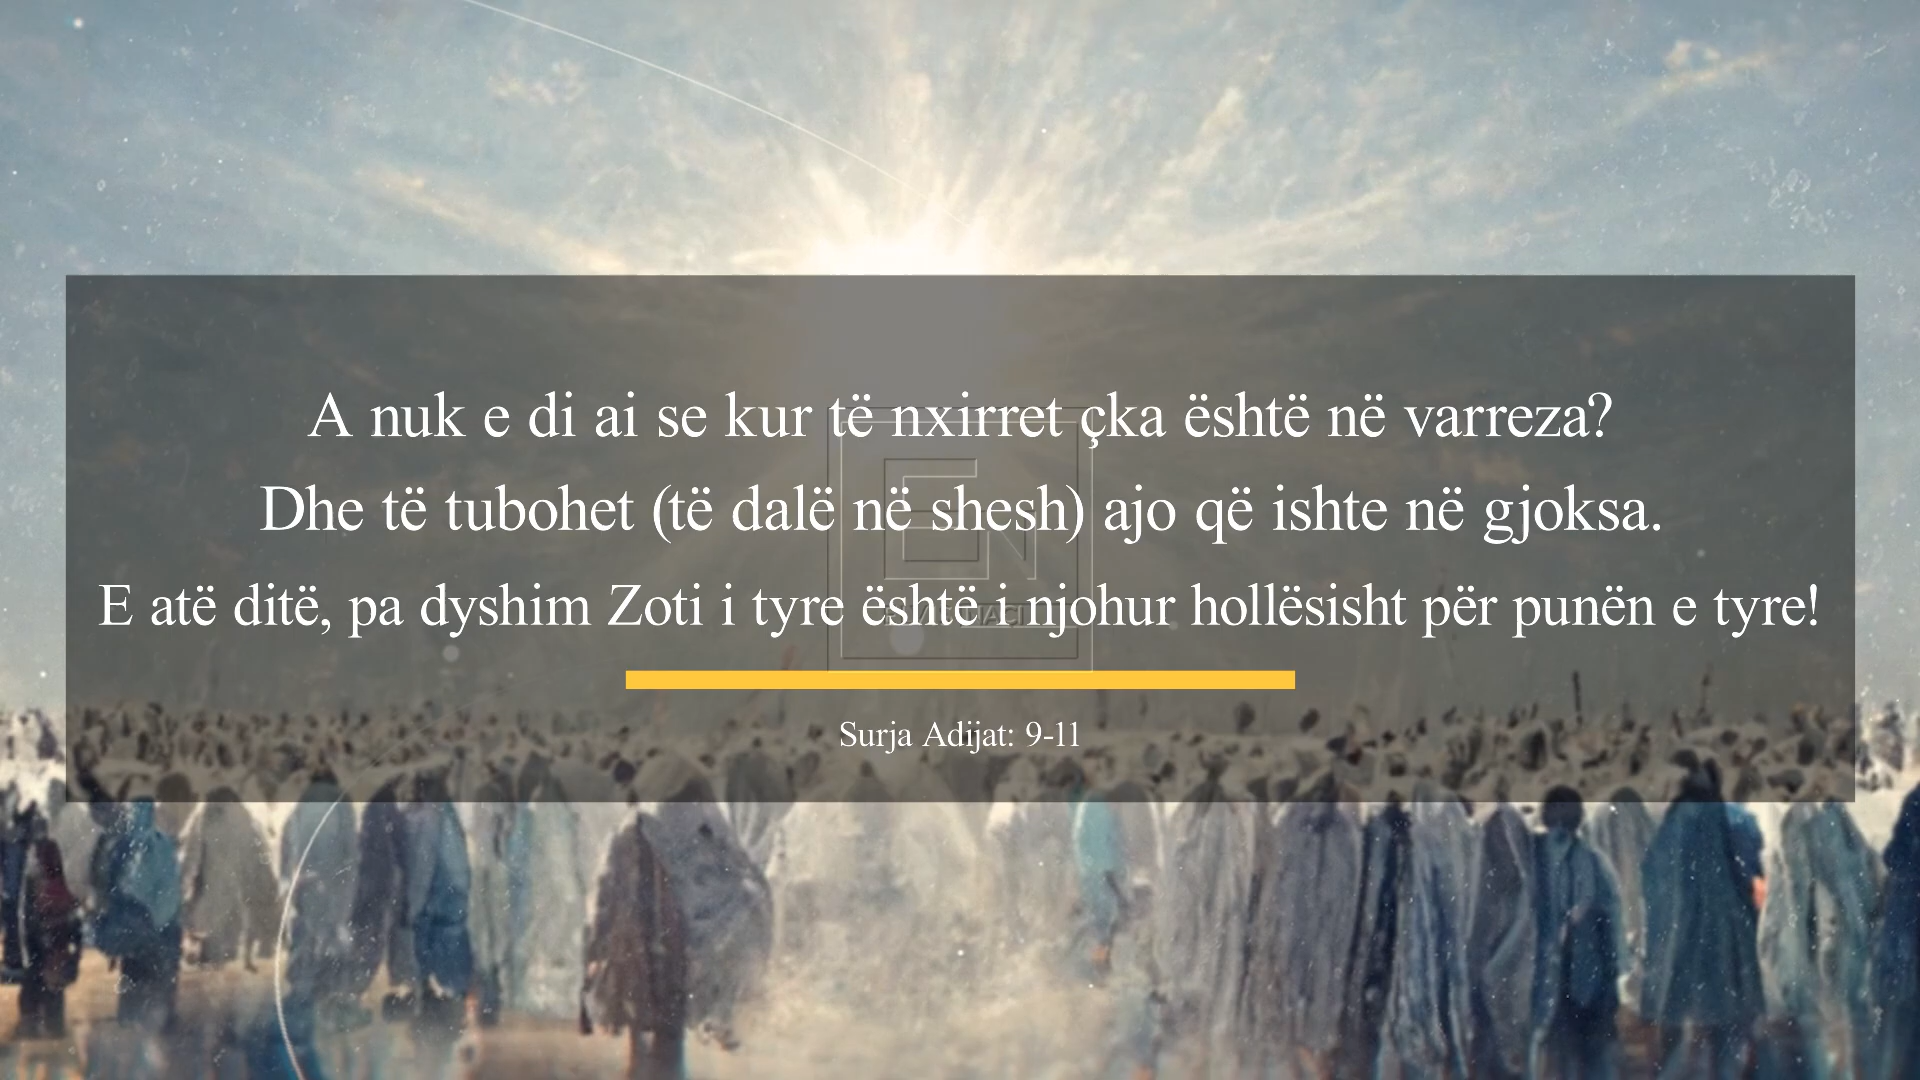 A nuk e di ai se kur të nxirret çka është në varreza?
Dhe të tubohet (të dalë në shesh) ajo që ishte në gjoksa.
E atë ditë, pa dyshim Zoti i tyre është i njohur hollësisht për punën e tyre!
Surja Adijat: 9-11